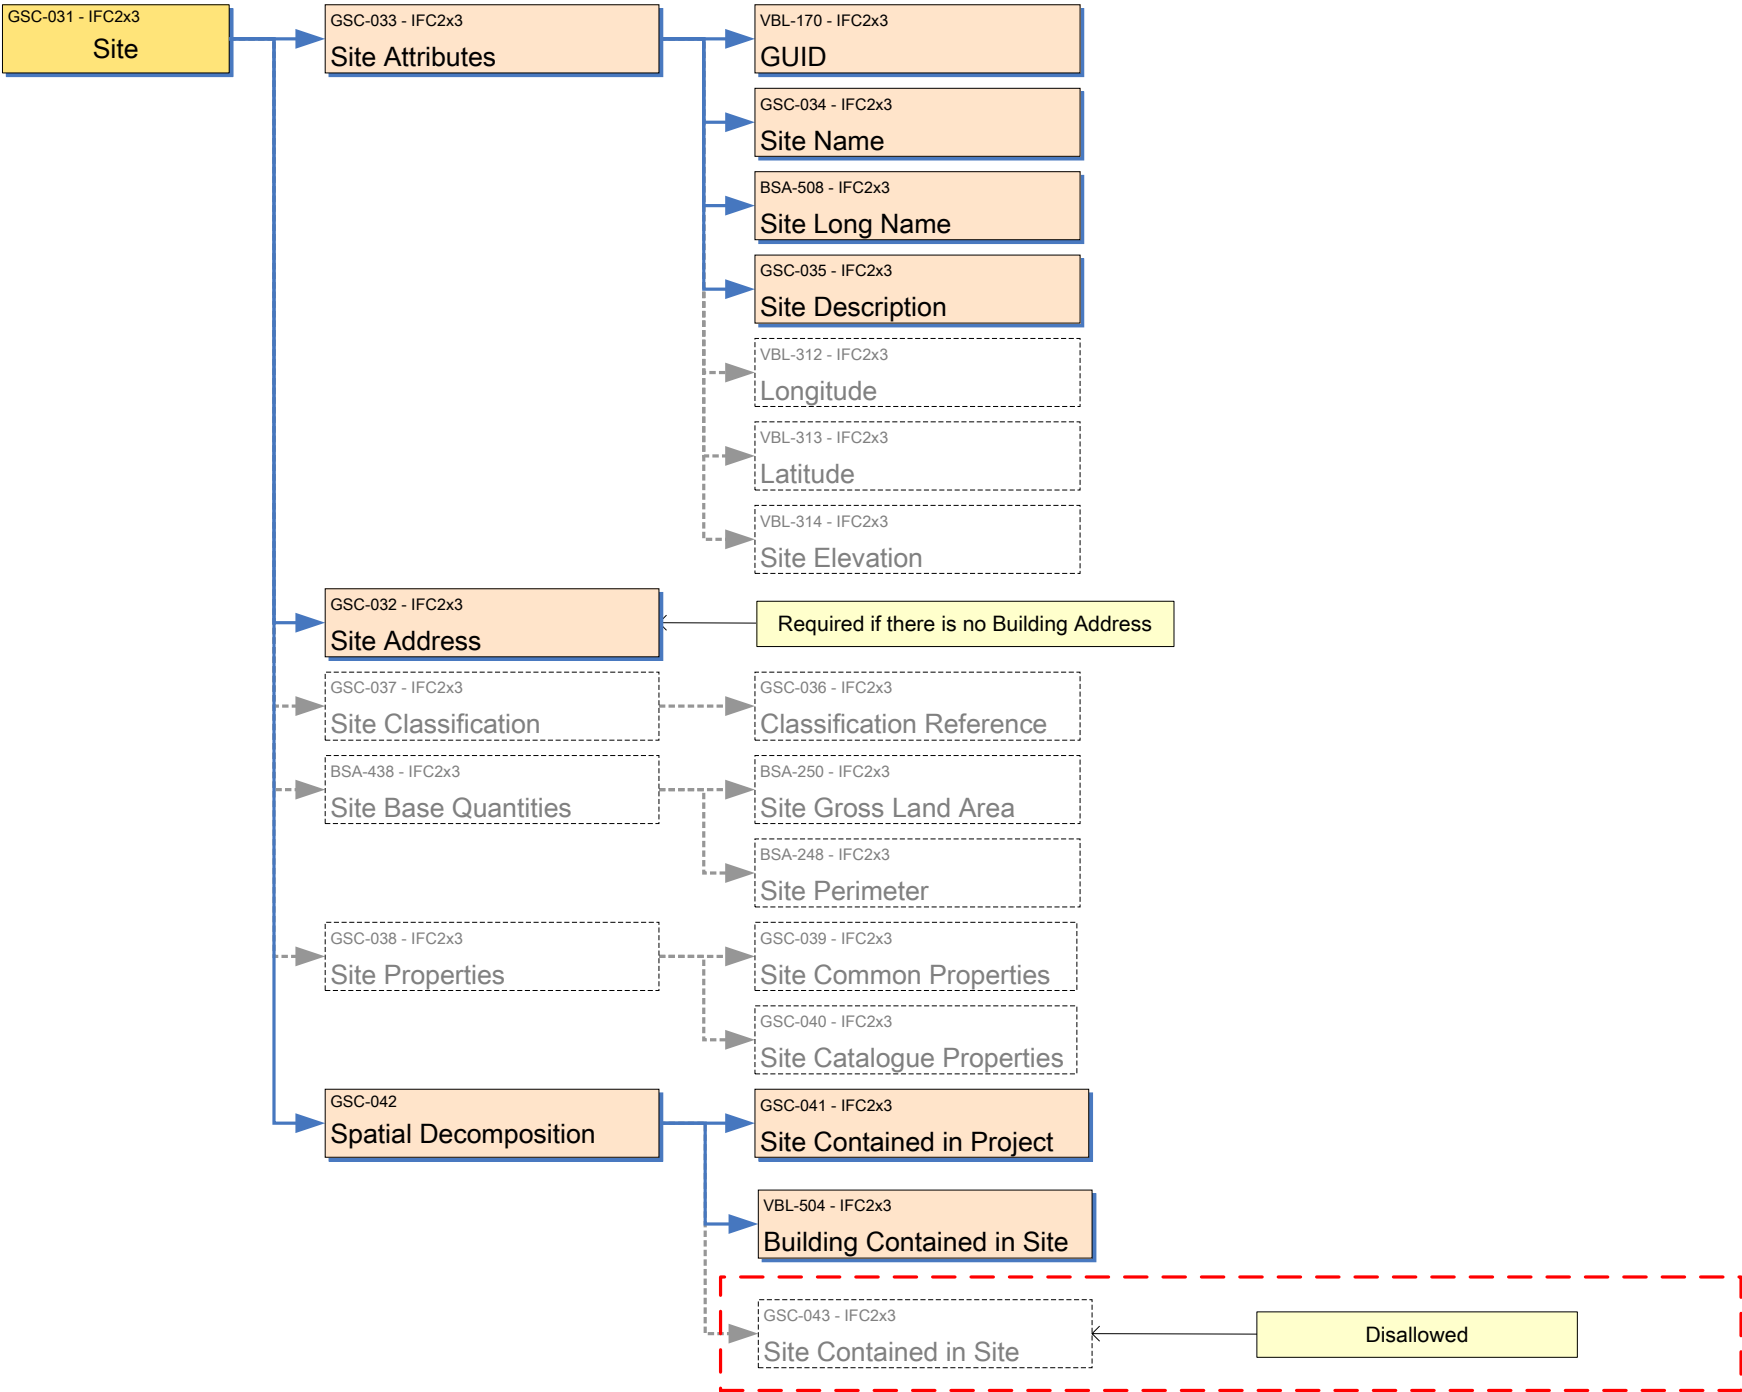 GSC-031 - IFC2x3
Site
GSC-033 - IFC2x3
Site Attributes
VBL-170 - IFC2x3
GUID
GSC-034 - IFC2x3
Site Name
BSA-508 - IFC2x3
Site Long Name
GSC-035 - IFC2x3
Site Description
VBL-312 - IFC2x3
Longitude
VBL-313 - IFC2x3
Latitude
VBL-314 - IFC2x3
Site Elevation
GSC-032 - IFC2x3
Site Address
Required if there is no Building Address
GSC-037 - IFC2x3
Site Classification
GSC-036 - IFC2x3
Classification Reference
BSA-438 - IFC2x3
Site Base Quantities
BSA-250 - IFC2x3
Site Gross Land Area
BSA-248 - IFC2x3
Site Perimeter
GSC-038 - IFC2x3
Site Properties
GSC-039 - IFC2x3
Site Common Properties
GSC-040 - IFC2x3
Site Catalogue Properties
GSC-042
Spatial Decomposition
GSC-041 - IFC2x3
Site Contained in Project
VBL-504 - IFC2x3
Building Contained in Site
GSC-043 - IFC2x3
Site Contained in Site
Disallowed